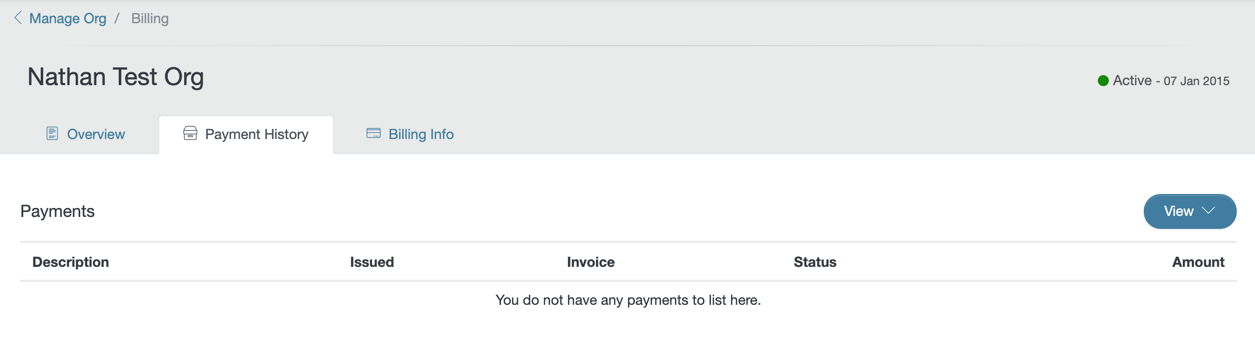 Manage Org / Billing
Nathan Test Org
Active - 07 Jan 2015
Overview Payment History Billing Info
Payments View
Description Issued Invoice Status Amount
You do not have any payments to list here.